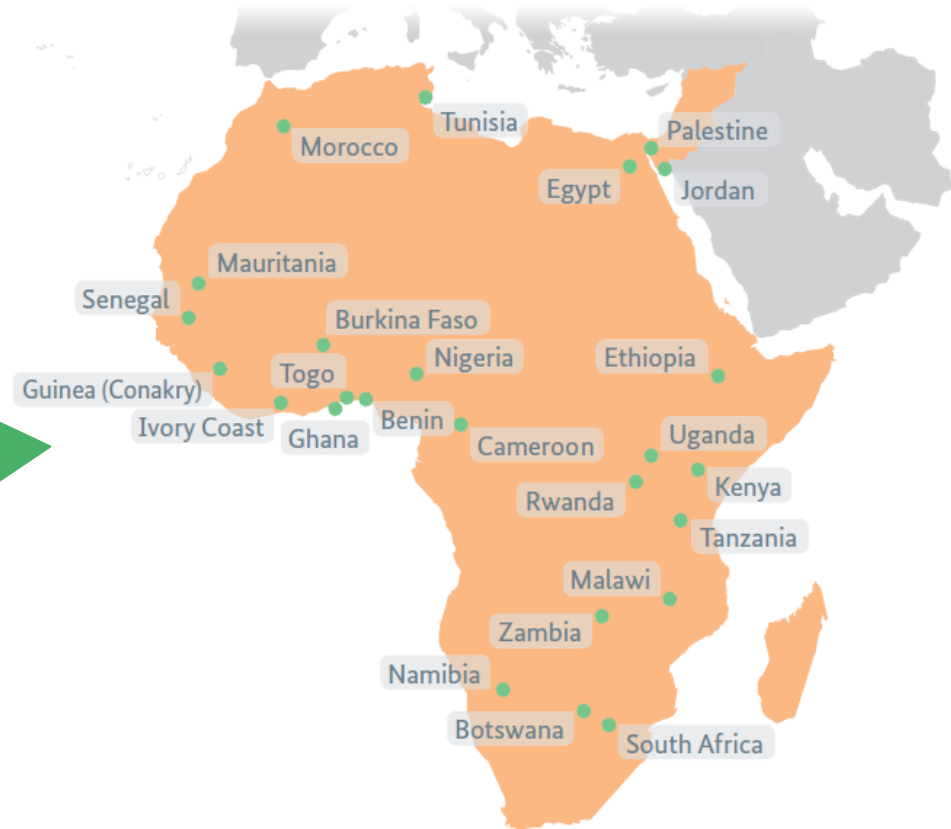 Tunisia
Palestine
Morocco
Egypt
Jordan
Mauritania
Senegal
Burkina Faso
Nigeria
Ethiopia
Togo
Guinea (Conakry)
Ivory Coast
Ghana
Benin
Cameroon
Uganda
Kenya
Rwanda
Tanzania
Malawi
Zambia
Namibia
Botswana
South Africa